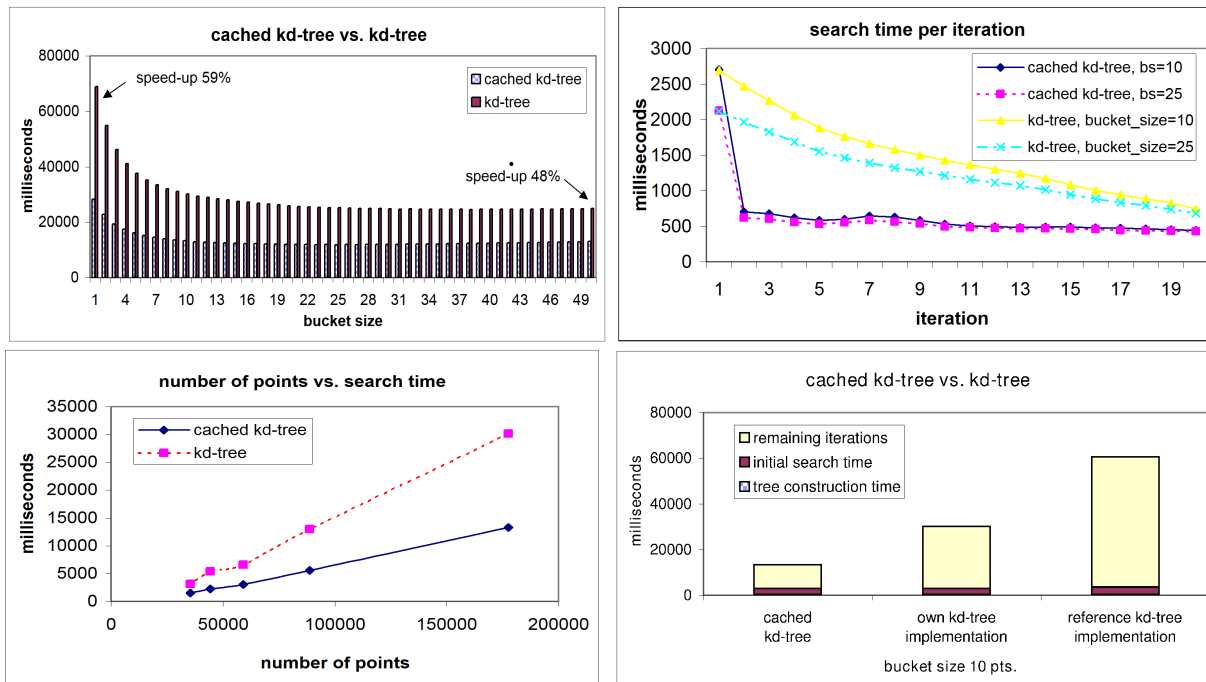 cached kd-tree vs. kd-tree
milliseconds
80000
60000
40000
20000
0
speed-up 59%
cached kd-tree
kd-tree
speed-up 48%
1 4 7 10 13 16 19 22 25 28 31 34 37 40 43 46 49
bucket size
search time per iteration
milliseconds
3000
2500
2000
1500
1000
500
0
cached kd-tree, bs=10
cached kd-tree, bs=25
kd-tree, bucket_size=10
kd-tree, bucket_size=25
1 3 5 7 9 11 13 15 17 19
iteration
number of points vs. search time
milliseconds
35000
30000
25000
20000
15000
10000
5000
0
cached kd-tree
kd-tree
0 50000 100000 150000 200000
number of points
cached kd-tree vs. kd-tree
milliseconds
80000
60000
40000
20000
0
remaining iterations
initial search time
tree construction time
cached
kd-tree
own kd-tree
implementation
reference kd-tree
implementation
bucket size 10 pts.